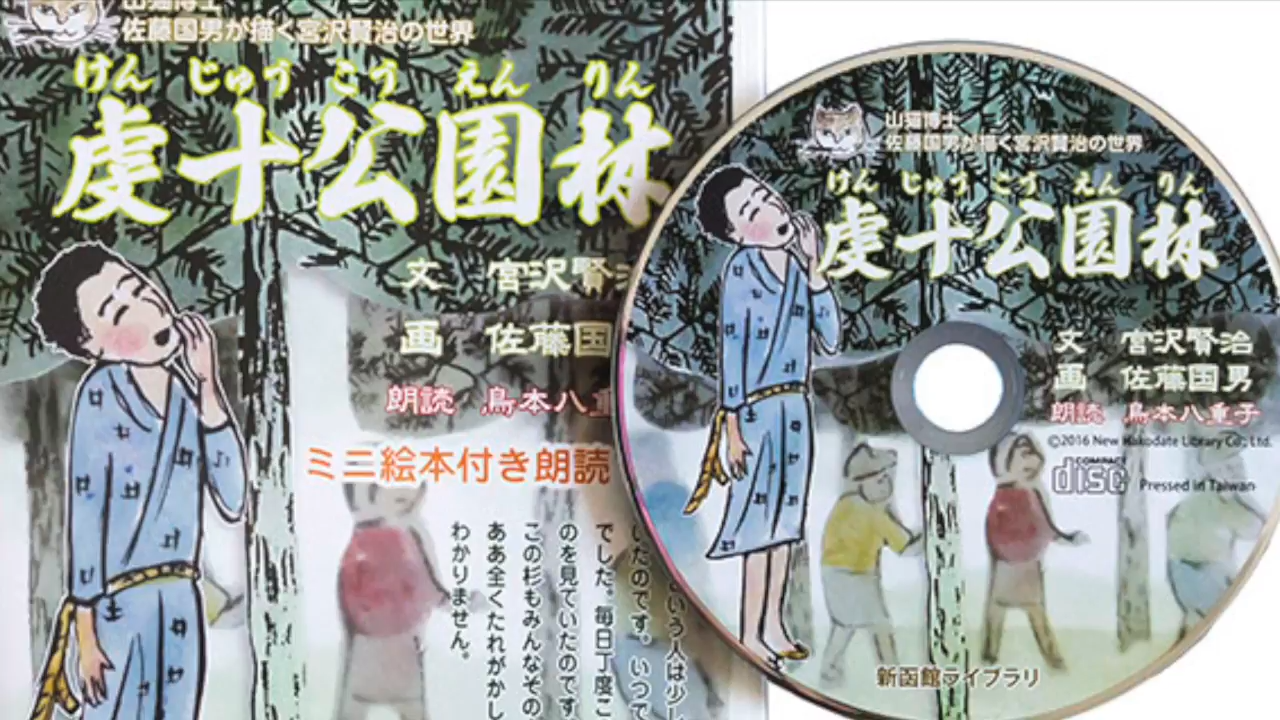 山猫博士
佐藤国男が描く宮沢賢治の世界
けん じゅう こう えん りん
虔十公園林
文 宮沢賢治
画 佐藤国
朗読 鳥本八重
ミニ絵本付き朗読
いう人は少し
いたのです。いつで
でした。毎日丁度こ
のを見ていたのです
この杉もみんなその
ああ全くたれがかし
わかりません。
山猫博士
佐藤国男が描く宮沢賢治の世界
けん じゅう こう えん りん
虔十公園林
文 宮沢賢治
画 佐藤国男
朗読 鳥本八重子
©2016 New Hakodate Library Co., Ltd.
COMPACT
disc Pressed in Taiwan
新函館ライブラリ